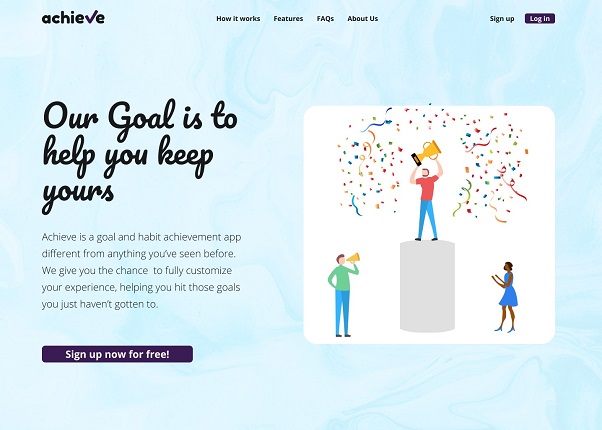 achieve
How it works Features FAQs About Us
Sign up Log in
Our Goal is to
help you keep
yours
Achieve is a goal and habit achievement app
different from anything you've seen before.
We give you the chance to fully customize
your experience, helping you hit those goals
you just haven't gotten to.
Sign up now for free!